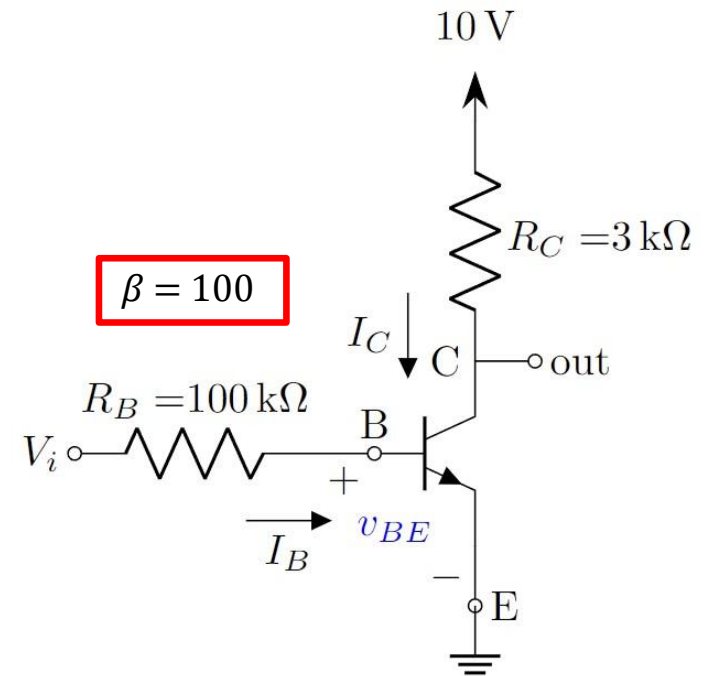 10 V
R_C =3 kΩ
β = 100
I_C
C
out
R_B =100 kΩ
B
V_i
+
v_BE
I_B
−
E